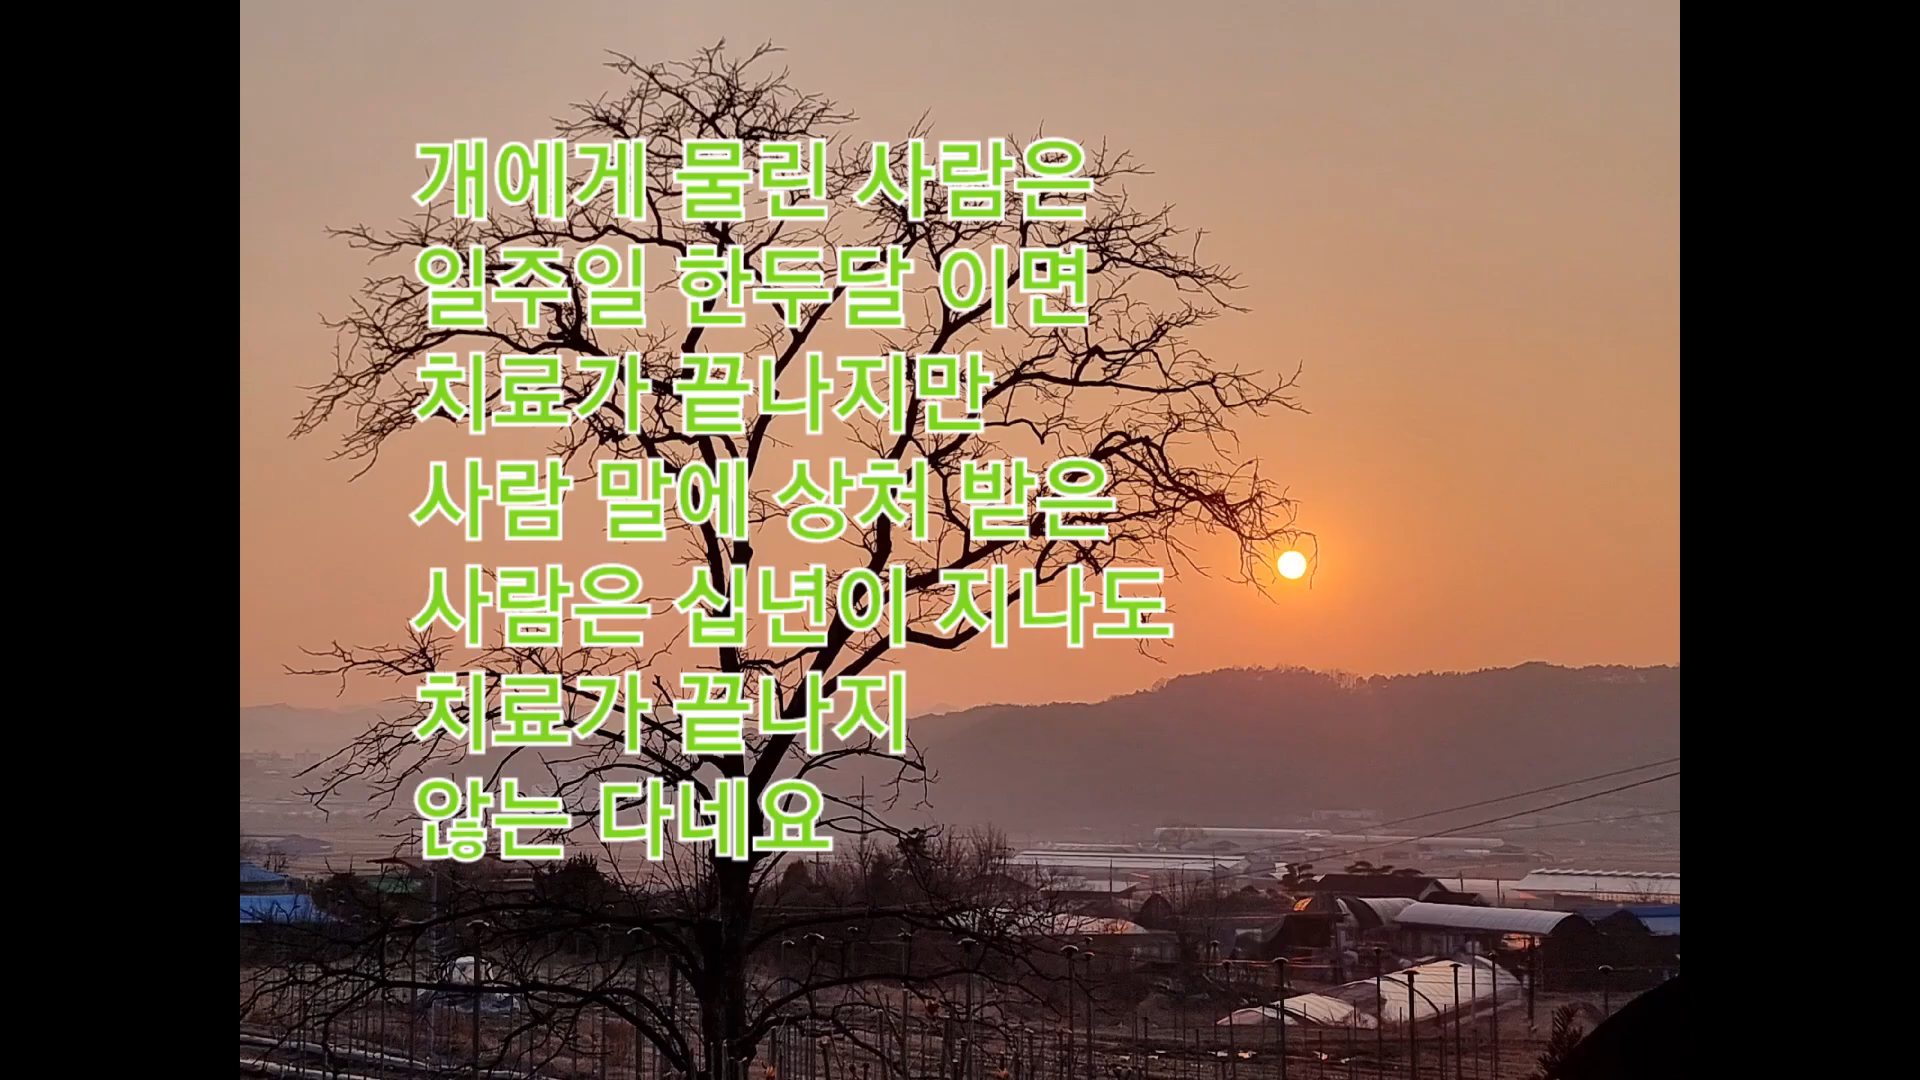 개에게 물린 사람은
일주일 한두달 이면
치료가 끝나지만
사람 말에 상처 받은
사람은 십년이 지나도
치료가 끝나지
않는 다네요